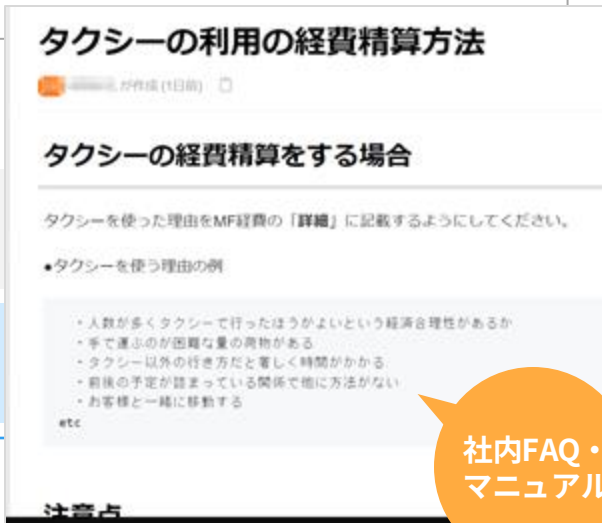 タクシーの利用の経費精算方法
が作成 (1日前)
タクシーの経費精算をする場合
タクシーを使った理由をMF経費の「詳細」に記載するようにしてください。
●タクシーを使う理由の例
・人数が多くタクシーで行ったほうがよいという経済合理性があるか
・手で運ぶのが困難な量の荷物がある
・タクシー以外の行き方だと著しく時間がかかる
・前後の予定が詰まっている関係で他に方法がない
・お客様と一緒に移動する
etc
社内FAQ・
マニュアル
注意点